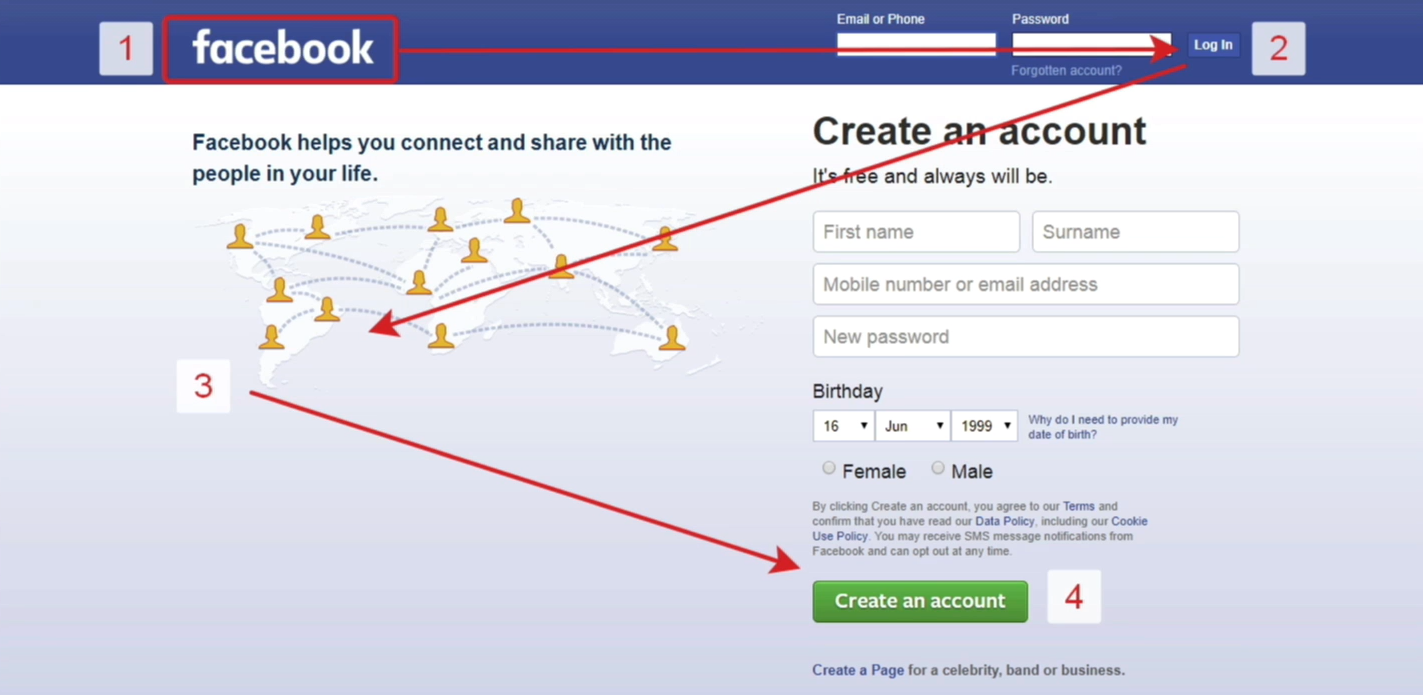 1
facebook
Email or Phone
Password
Log In
2
Forgotten account?
Facebook helps you connect and share with the
people in your life.
3
Create an account
It's free and always will be.
First name
Surname
Mobile number or email address
New password
Birthday
16 Jun 1999
Why do I need to provide my
date of birth?
Female
Male
By clicking Create an account, you agree to our Terms and
confirm that you have read our Data Policy, including our Cookie
Use Policy. You may receive SMS message notifications from
Facebook and can opt out at any time.
Create an account
4
Create a Page for a celebrity, band or business.